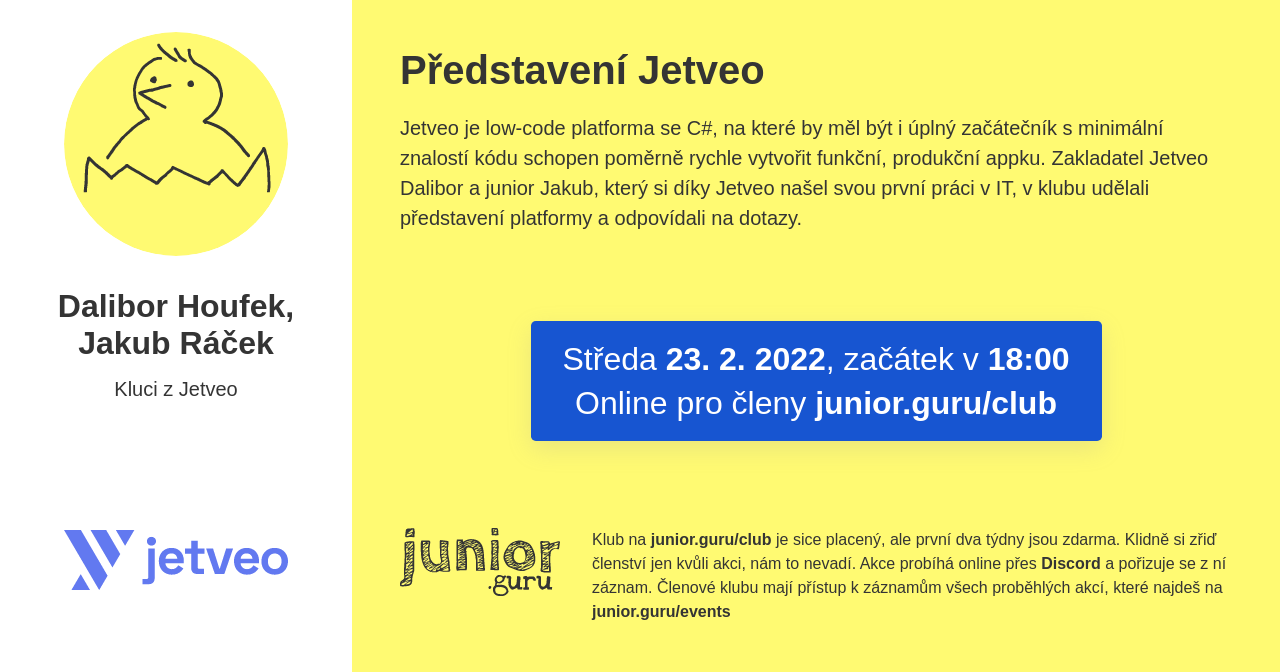 Dalibor Houfek,
Jakub Ráček
Kluci z Jetveo
jetveo
Představení Jetveo
Jetveo je low-code platforma se C#, na které by měl být i úplný začátečník s minimální
znalostí kódu schopen poměrně rychle vytvořit funkční, produkční appku. Zakladatel Jetveo
Dalibor a junior Jakub, který si díky Jetveo našel svou první práci v IT, v klubu udělali
představení platformy a odpovídali na dotazy.
Středa 23. 2. 2022, začátek v 18:00
Online pro členy junior.guru/club
junior
.guru
Klub na junior.guru/club je sice placený, ale první dva týdny jsou zdarma. Klidně si zřiď
členství jen kvůli akci, nám to nevadí. Akce probíhá online přes Discord a pořizuje se z ní
záznam. Členové klubu mají přístup k záznamům všech proběhlých akcí, které najdeš na
junior.guru/events